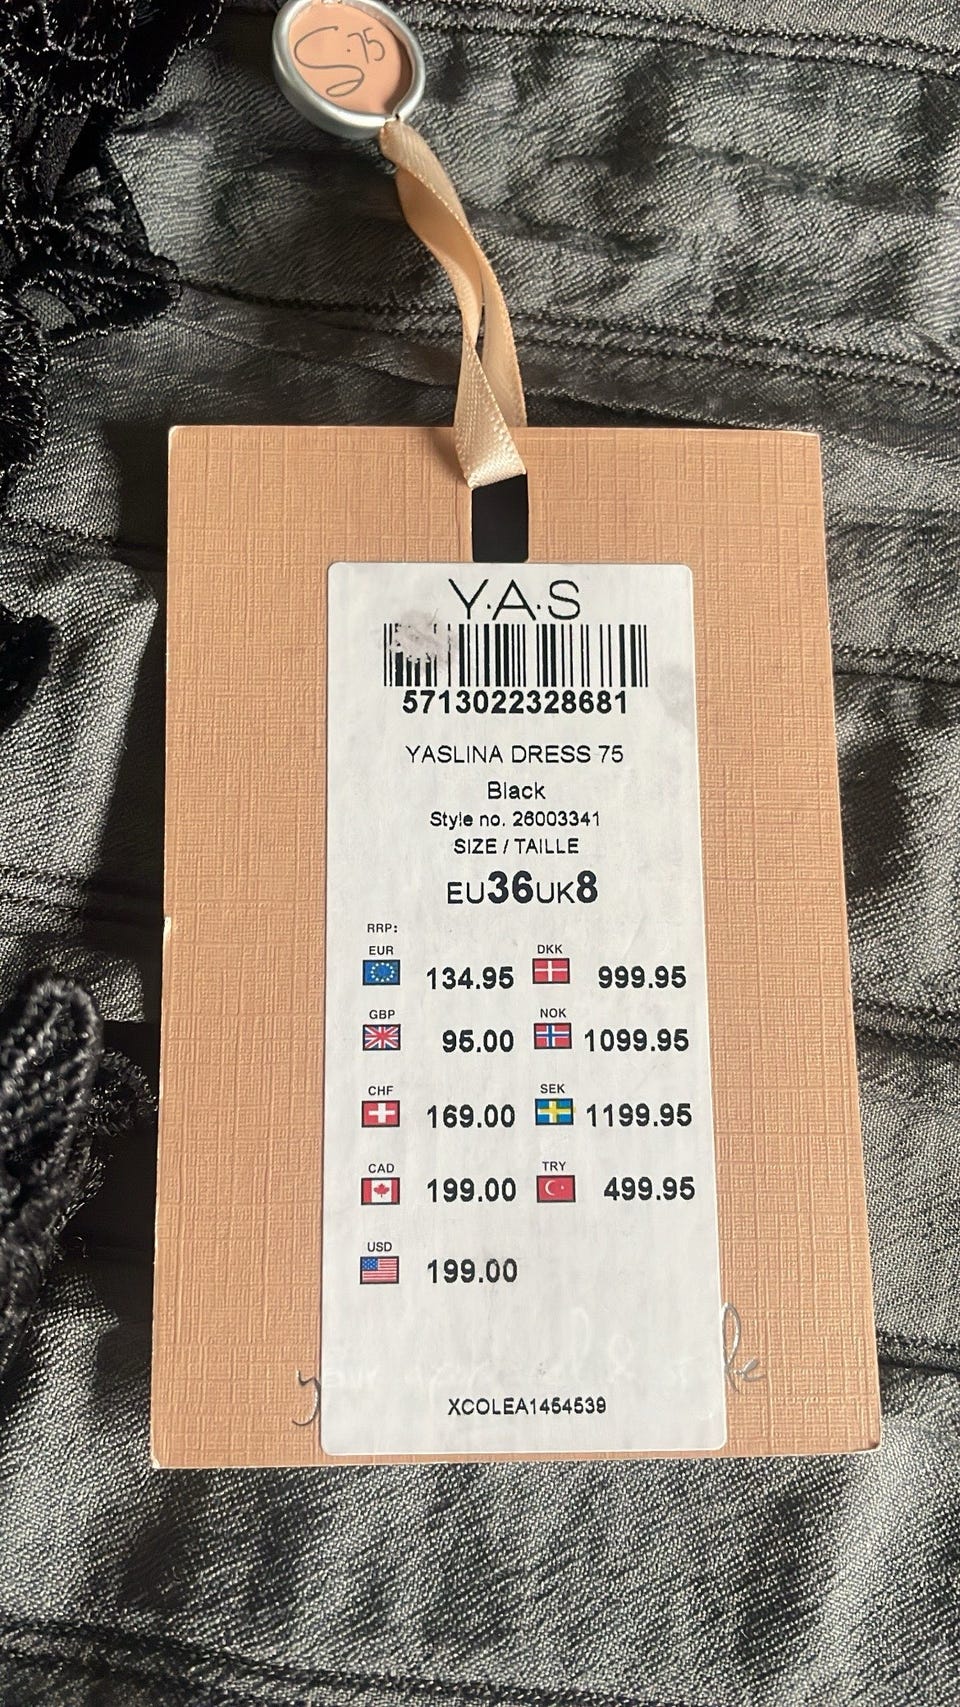 S.75
Y.A.S
5713022328681
YASLINA DRESS 75
Black
Style no. 26003341
SIZE / TAILLE
EU36UK8
RRP:
EUR 134.95 DKK 999.95
GBP 95.00 NOK 1099.95
CHF 169.00 SEK 1199.95
CAD 199.00 TRY 499.95
USD 199.00
XCOLEA1454539